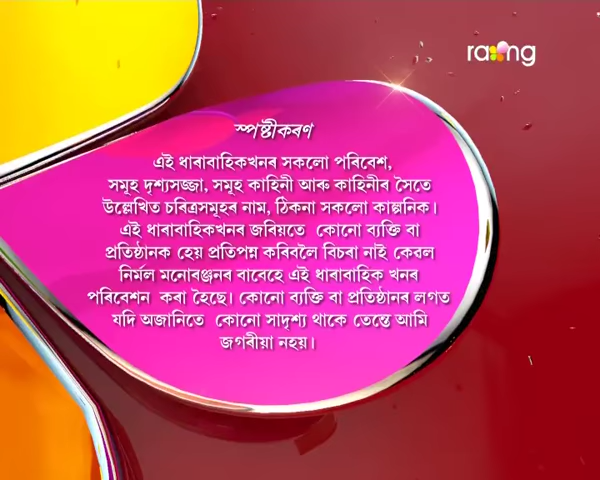 raong
স্পষ্টীকৰণ
এই ধাৰাবাহিকখনৰ সকলো পৰিবেশ,
সমূহ দৃশ্যসজ্জা, সমূহ কাহিনী আৰু কাহিনীৰ সৈতে
উল্লেখিত চৰিত্ৰসমূহৰ নাম, ঠিকনা সকলো কাল্পনিক।
এই ধাৰাবাহিকখনৰ জৰিয়তে কোনো ব্যক্তি বা
প্ৰতিষ্ঠানক হেয় প্ৰতিপন্ন কৰিবলৈ বিচৰা নাই কেৱল
নিৰ্মল মনোৰঞ্জনৰ বাবেহে এই ধাৰাবাহিক খনৰ
পৰিবেশন কৰা হৈছে। কোনো ব্যক্তি বা প্ৰতিষ্ঠানৰ লগত
যদি অজানিতে কোনো সাদৃশ্য থাকে তেন্তে আমি
জগৰীয়া নহয়।